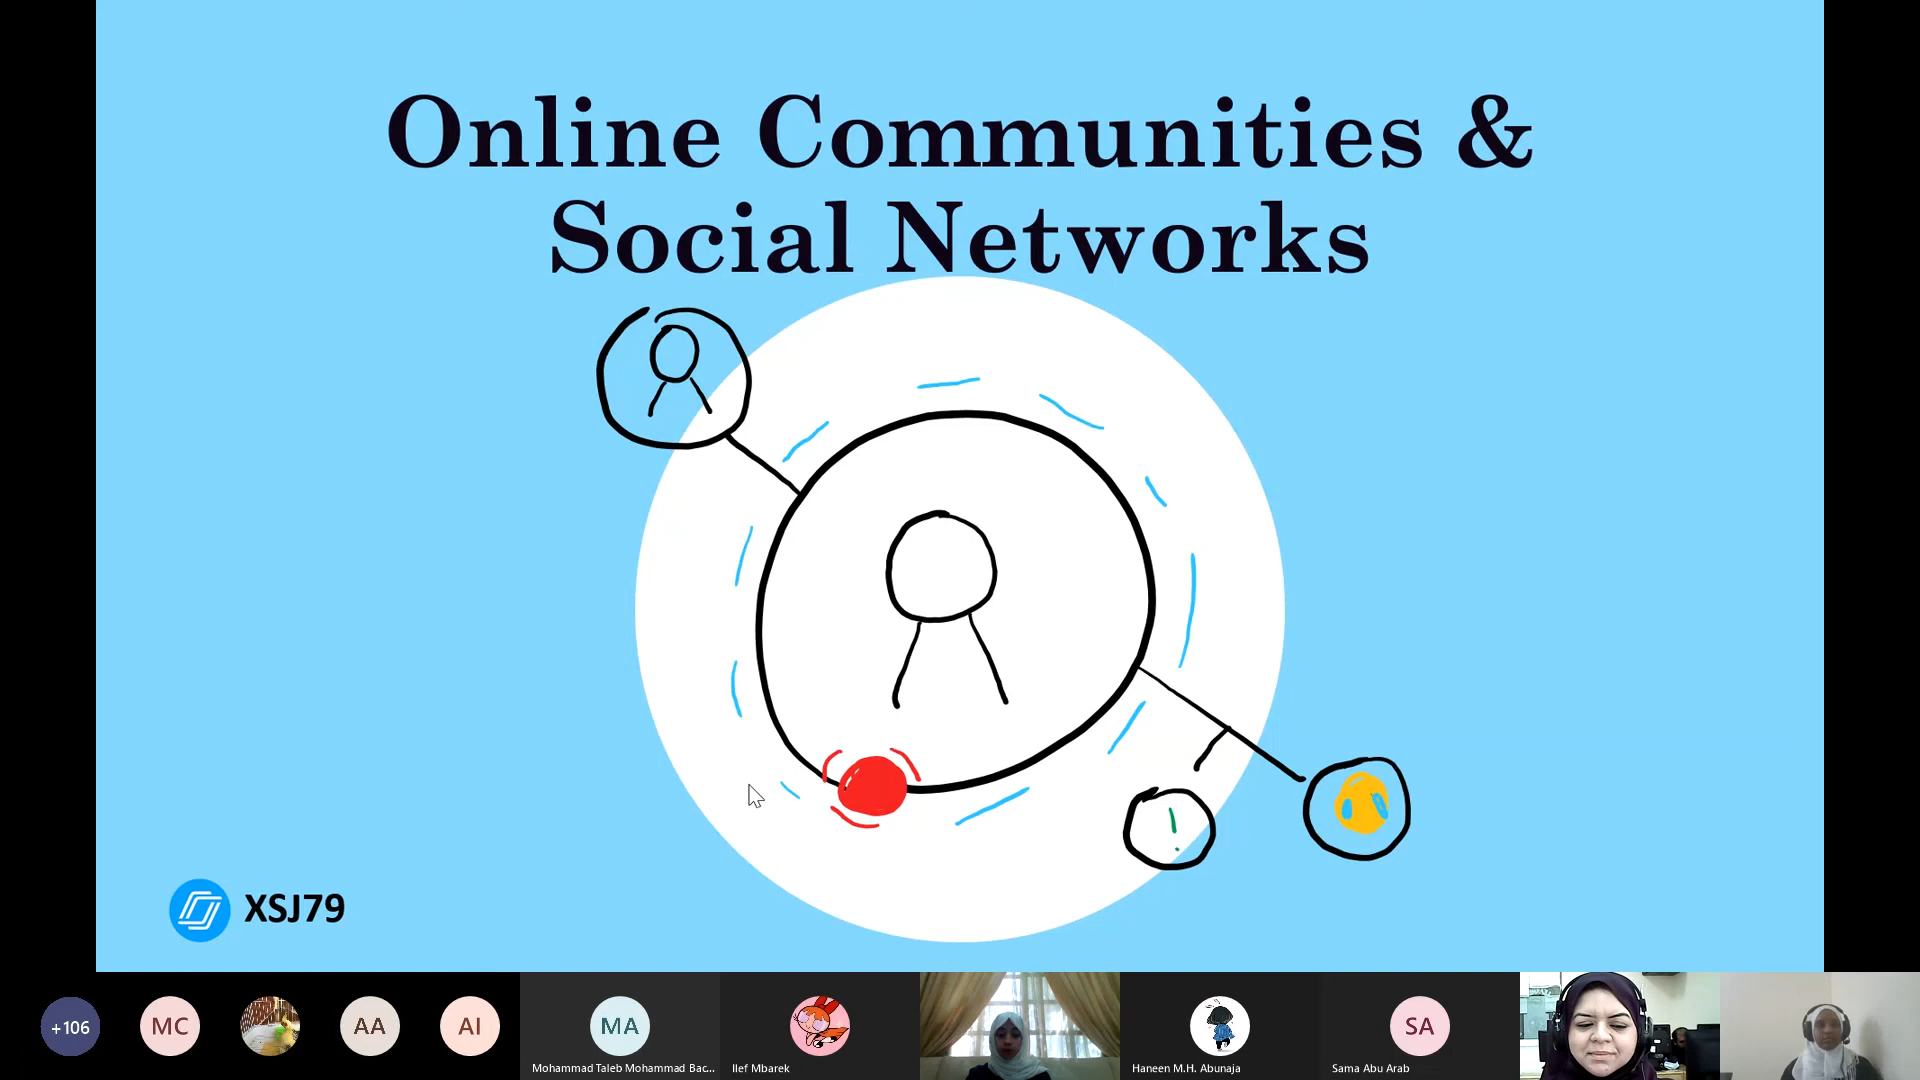 Online Communities &
Social Networks
!
XSJ79
+106
MC
AA
AI
MA
SA
Mohammad Taleb Mohammad Bac...
Ilef Mbarek
Haneen M.H. Abunaja
Sama Abu Arab